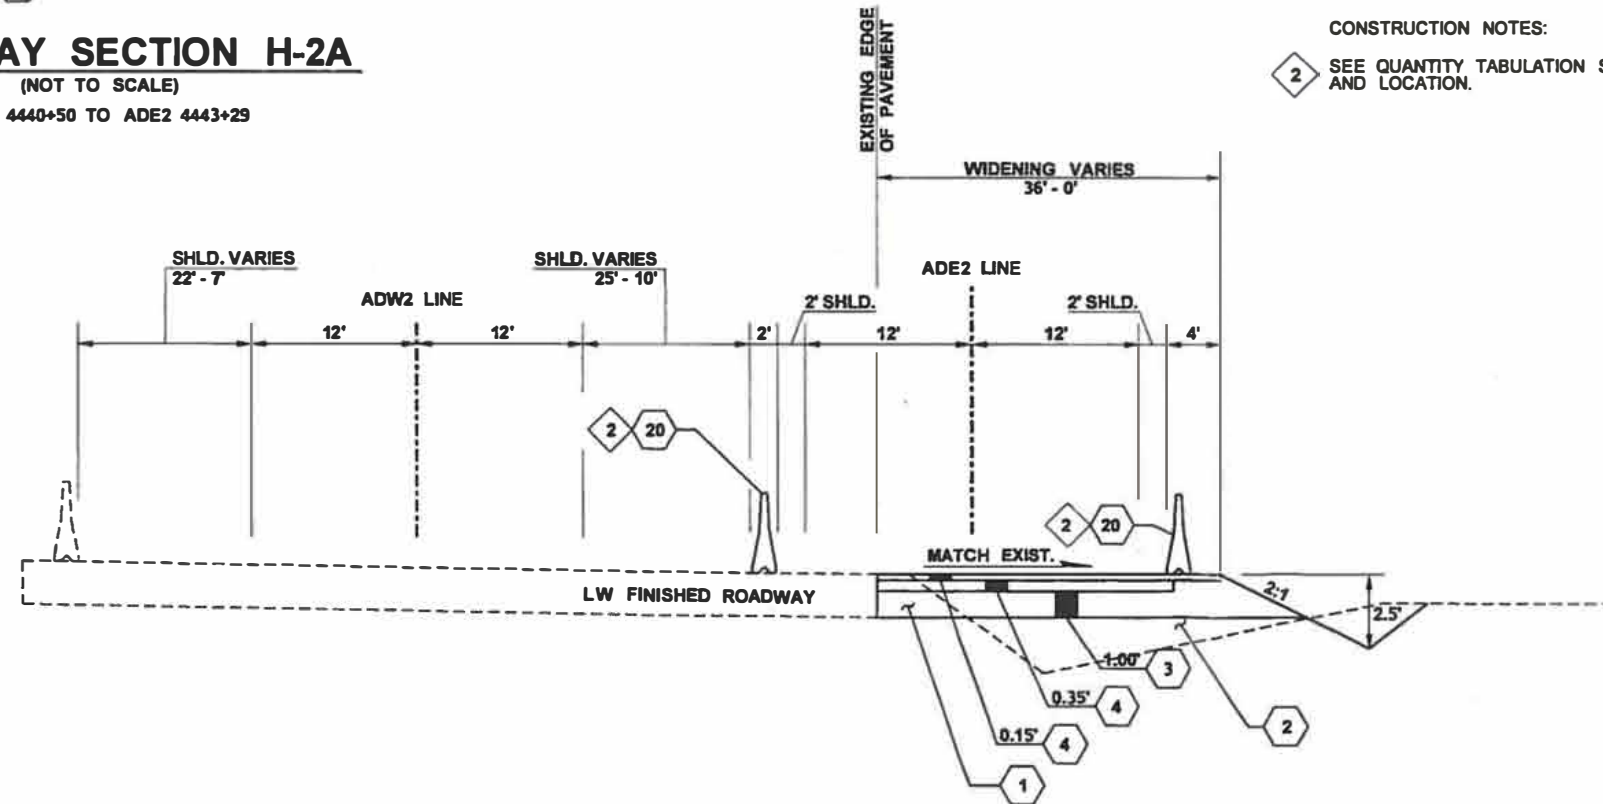 AY SECTION H-2A
(NOT TO SCALE)
4440+50 TO ADE2 4443+29
CONSTRUCTION NOTES:
2 SEE QUANTITY TABULATION S
AND LOCATION.
EXISTING EDGE
OF PAVEMENT
WIDENING VARIES
36' - 0'
SHLD. VARIES
22' - 7'
ADW2 LINE
SHLD. VARIES
25' - 10'
ADE2 LINE
2' SHLD.
2' SHLD.
12'
12'
2'
12'
12'
4'
2 20
2 20
MATCH EXIST.
LW FINISHED ROADWAY
2:1
2.5'
1.00' 3
0.35' 4
0.15' 4
2
1